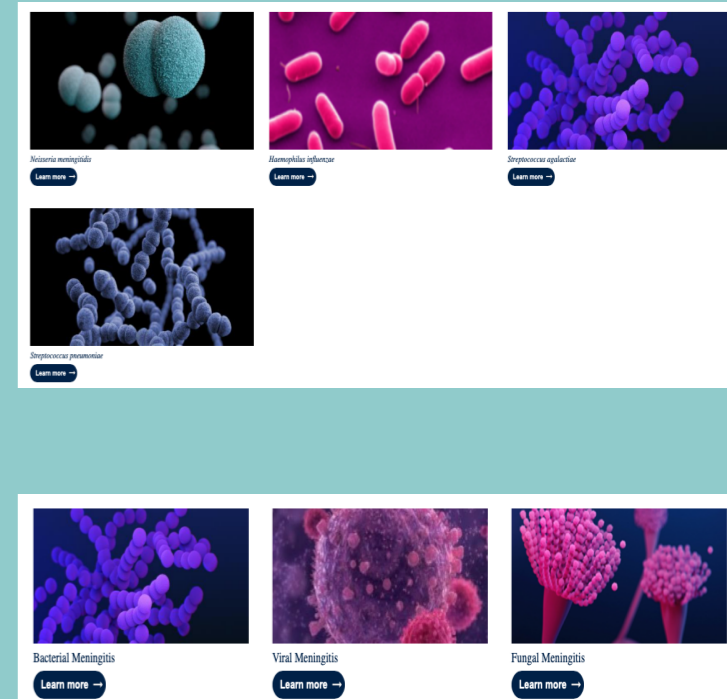 Neisseria meningitidis
Haemophilus influenzae
Streptococcus agalactiae
Learn more →
Learn more →
Learn more →
Streptococcus pneumoniae
Learn more →
Bacterial Meningitis
Viral Meningitis
Fungal Meningitis
Learn more →
Learn more →
Learn more →